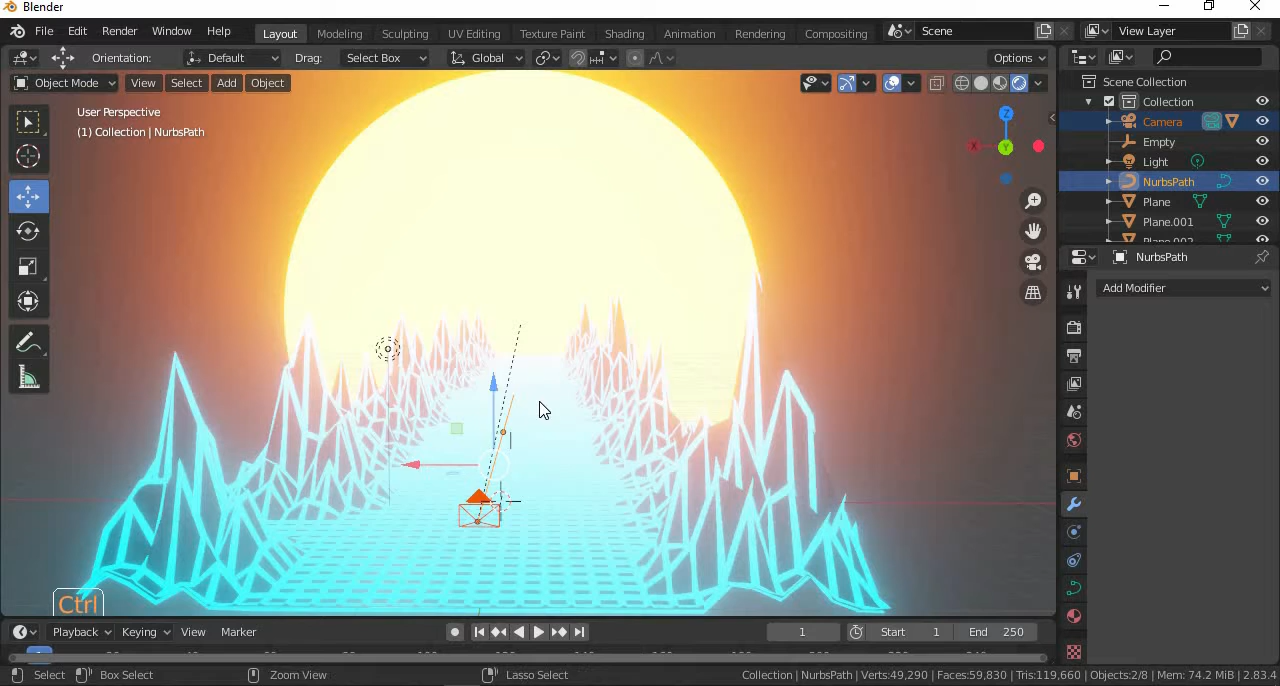 Blender
File Edit Render Window Help Layout Modeling Sculpting UV Editing Texture Paint Shading Animation Rendering Compositing Scene View Layer
Orientation: Default Drag: Select Box Global Options
Object Mode View Select Add Object
User Perspective
(1) Collection | NurbsPath
Z
X
Y
Scene Collection
Collection
Camera
Empty
Light
NurbsPath
Plane
Plane.001
Plane.002
NurbsPath
Add Modifier
Ctrl
Playback Keying View Marker 1 Start 1 End 250
Select Box Select Zoom View Lasso Select Collection | NurbsPath | Verts:49,290 | Faces:59,830 | Tris:119,660 | Objects:2/8 | Mem: 74.2 MiB | 2.83.4